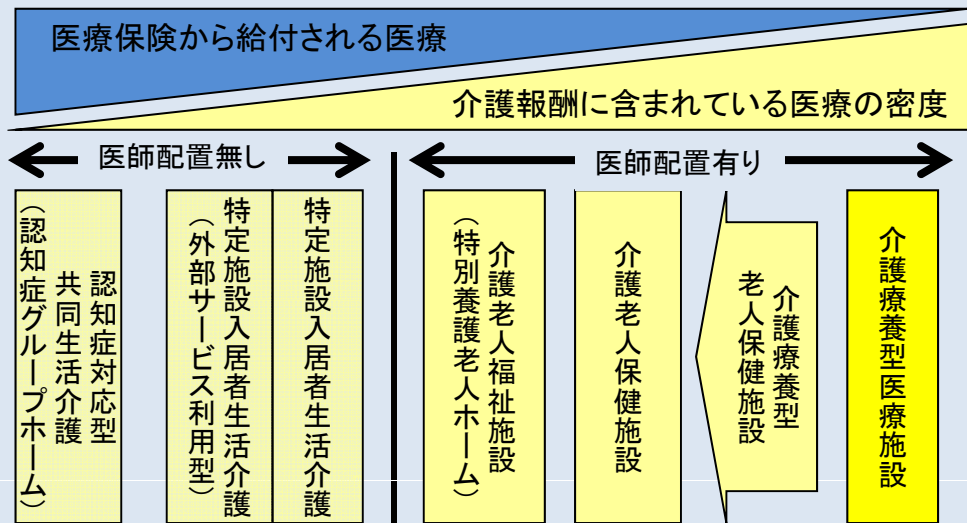 医療保険から給付される医療
介護報酬に含まれている医療の密度
医師配置無し
医師配置有り
認知症対応型
共同生活介護
（認知症グループホーム）
特定施設入居者生活介護
（外部サービス利用型）
特定施設入居者生活介護
介護老人福祉施設
（特別養護老人ホーム）
介護老人保健施設
介護療養型
老人保健施設
介護療養型医療施設